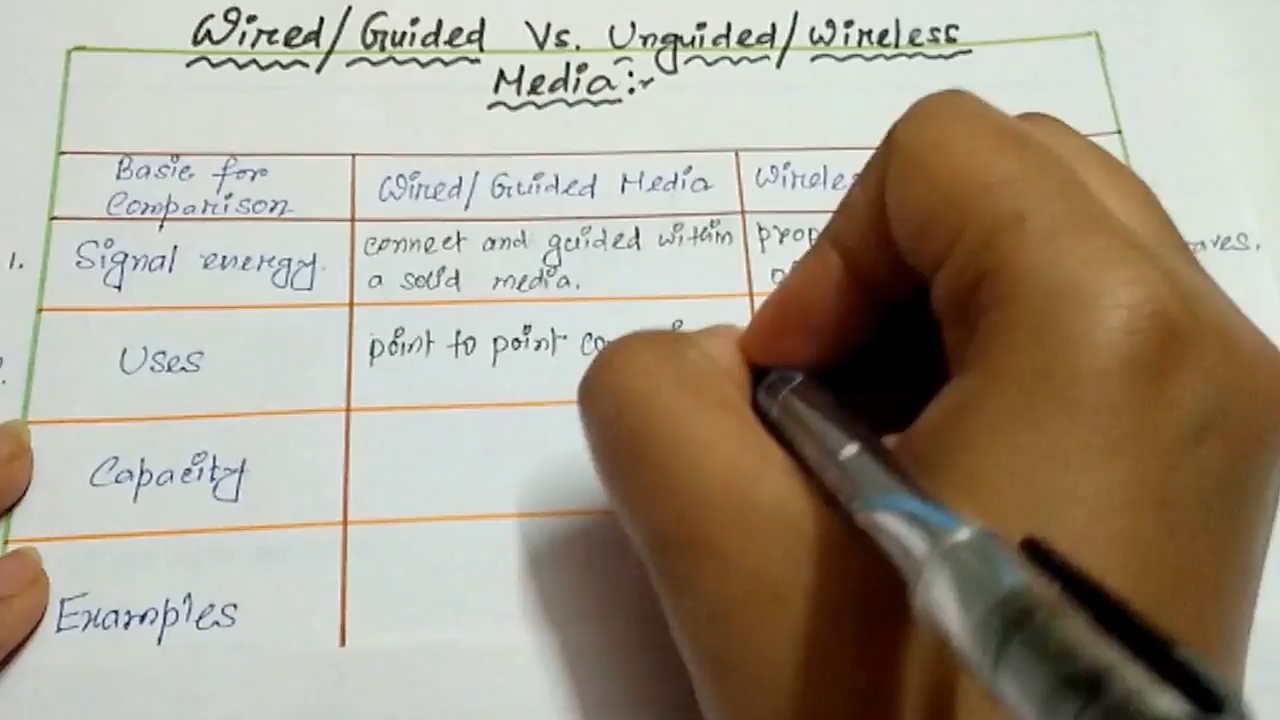 Wired/Guided Vs. Unguided/Wireless
Media:-
Basic for
Comparison
Wired/Guided Media
1.
Signal energy.
connect and guided within
a solid media.
Uses
point to point
Capacity
Examples